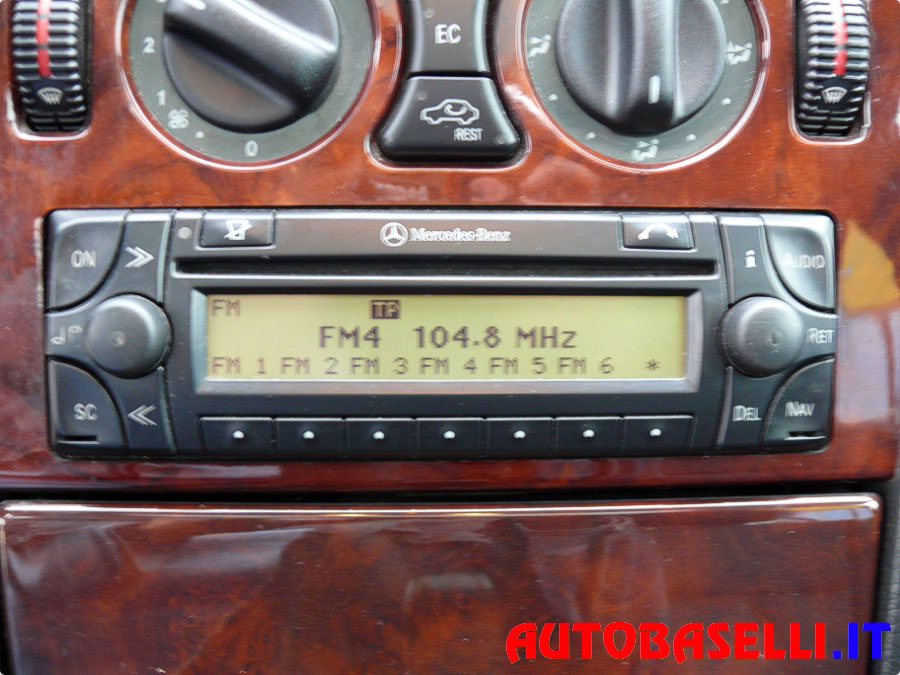 2
1
0
EC
REST
ON
Mercedes-Benz
i
AUDIO
FM TP
FM4 104.8 MHz
FM 1 FM 2 FM 3 FM 4 FM 5 FM 6 *
RET
SC
DEL
NAV
AUTOBASELLI.IT